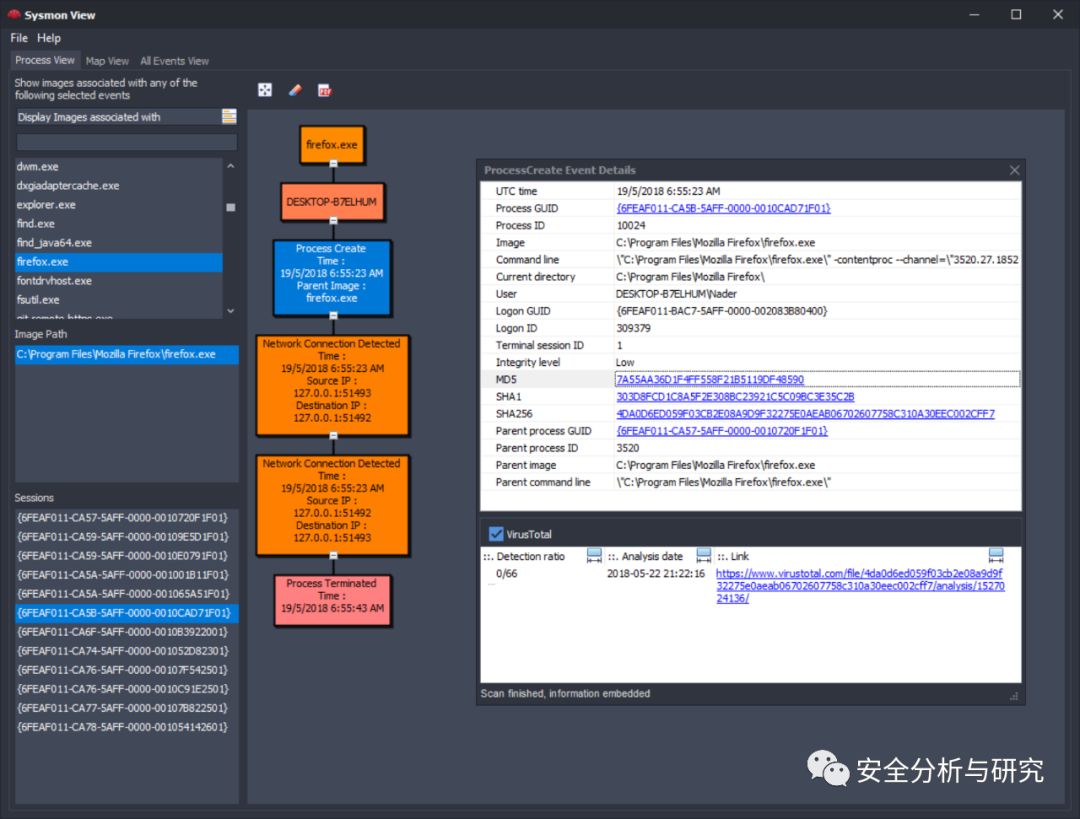 Sysmon View
File Help
Process View Map View All Events View
Show images associated with any of the
following selected events
Display Images associated with
dwm.exe
dxgiadaptercache.exe
explorer.exe
find.exe
find_java64.exe
firefox.exe
fontdrvhost.exe
fsutil.exe
git-remote-https.exe
Image Path
C:\Program Files\Mozilla Firefox\firefox.exe
Sessions
{6FEAF011-CA57-5AFF-0000-0010720F1F01}
{6FEAF011-CA59-5AFF-0000-00109E5D1F01}
{6FEAF011-CA59-5AFF-0000-0010E0791F01}
{6FEAF011-CA5A-5AFF-0000-001001B11F01}
{6FEAF011-CA5A-5AFF-0000-001065A51F01}
{6FEAF011-CA5B-5AFF-0000-0010CAD71F01}
{6FEAF011-CA6F-5AFF-0000-0010B3922001}
{6FEAF011-CA74-5AFF-0000-001052D82301}
{6FEAF011-CA76-5AFF-0000-00107F542501}
{6FEAF011-CA76-5AFF-0000-0010C91E2501}
{6FEAF011-CA77-5AFF-0000-00107B822501}
{6FEAF011-CA78-5AFF-0000-001054142601}
firefox.exe
DESKTOP-B7ELHUM
Process Create
Time :
19/5/2018 6:55:23 AM
Parent Image :
firefox.exe
Network Connection Detected
Time :
19/5/2018 6:55:23 AM
Source IP :
127.0.0.1:51493
Destination IP :
127.0.0.1:51492
Network Connection Detected
Time :
19/5/2018 6:55:23 AM
Source IP :
127.0.0.1:51492
Destination IP :
127.0.0.1:51493
Process Terminated
Time :
19/5/2018 6:55:43 AM
ProcessCreate Event Details
UTC time 19/5/2018 6:55:23 AM
Process GUID {6FEAF011-CA5B-5AFF-0000-0010CAD71F01}
Process ID 10024
Image C:\Program Files\Mozilla Firefox\firefox.exe
Command line \"C:\Program Files\Mozilla Firefox\firefox.exe\" -contentproc --channel=\"3520.27.1852
Current directory C:\Program Files\Mozilla Firefox\
User DESKTOP-B7ELHUM\Nader
Logon GUID {6FEAF011-BAC7-5AFF-0000-002083B80400}
Logon ID 309379
Terminal session ID 1
Integrity level Low
MD5 7A55AA36D1F4FF558F21B5119DF48590
SHA1 303D8FCD1C8A5F2E308BC23921C5C09BC3E35C2B
SHA256 4DA0D6ED059F03CB2E08A9D9F32275E0AEAB06702607758C310A30EEC002CFF7
Parent process GUID {6FEAF011-CA57-5AFF-0000-0010720F1F01}
Parent process ID 3520
Parent image C:\Program Files\Mozilla Firefox\firefox.exe
Parent command line \"C:\Program Files\Mozilla Firefox\firefox.exe\"
VirusTotal
::. Detection ratio ::. Analysis date ::. Link
0/66 2018-05-22 21:22:16 https://www.virustotal.com/file/4da0d6ed059f03cb2e08a9d9f
32275e0aeab06702607758c310a30eec002cff7/analysis/15270
24136/
Scan finished, information embedded
安全分析与研究